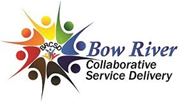 BRCSD
Bow River
Collaborative
Service Delivery